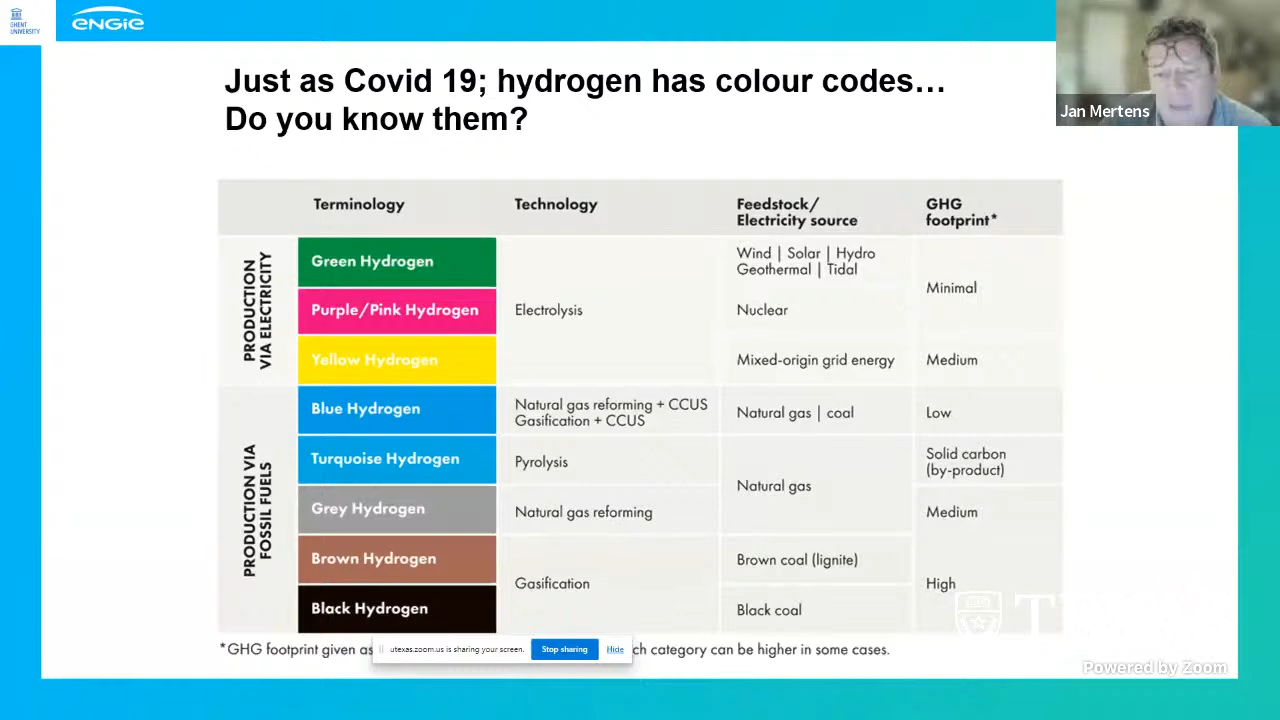 GHENT
UNIVERSITY
ENGIE
Just as Covid 19; hydrogen has colour codes…
Do you know them?
Jan Mertens
Terminology
Technology
Feedstock/
Electricity source
GHG
footprint*
PRODUCTION
VIA ELECTRICITY
Green Hydrogen
Purple/Pink Hydrogen
Yellow Hydrogen
Electrolysis
Wind | Solar | Hydro
Geothermal | Tidal
Nuclear
Mixed-origin grid energy
Minimal
Medium
PRODUCTION VIA
FOSSIL FUELS
Blue Hydrogen
Natural gas reforming + CCUS
Gasification + CCUS
Natural gas | coal
Low
Turquoise Hydrogen
Pyrolysis
Natural gas
Solid carbon
(by-product)
Grey Hydrogen
Natural gas reforming
Medium
Brown Hydrogen
Gasification
Brown coal (lignite)
High
Black Hydrogen
Black coal
*GHG footprint given as
utexas.zoom.us is sharing your screen.
Stop sharing
Hide
ch category can be higher in some cases.
Powered by Zoom